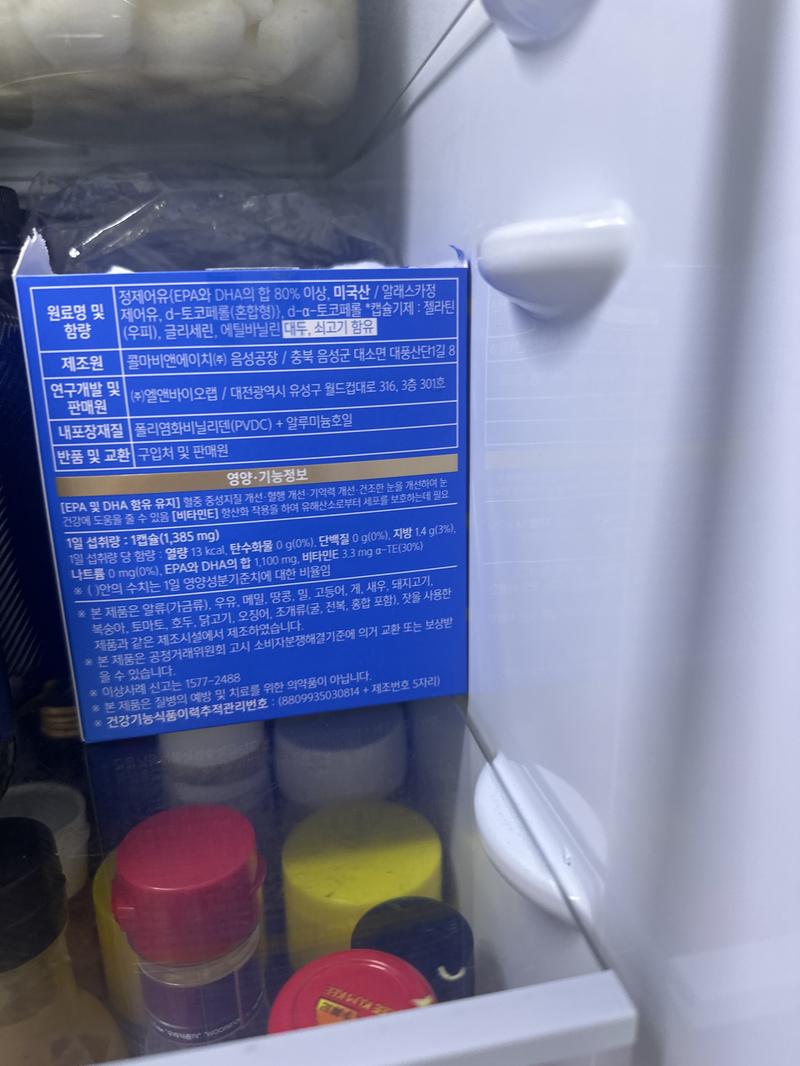 원료명 및 함량
정제어유{EPA와 DHA의 합 80% 이상, 미국산 / 알래스카정
제어유, d-토코페롤(혼합형)}, d-α-토코페롤 *캡슐기제 : 젤라틴
(우피), 글리세린, 에틸바닐린 대두, 쇠고기 함유
제조원 콜마비앤에이치㈜ 음성공장 / 충북 음성군 대소면 대풍산단1길 8
연구개발 및 판매원 ㈜엘앤바이오랩 / 대전광역시 유성구 월드컵대로 316, 3층 301호
내포장재질 폴리염화비닐리덴(PVDC) + 알루미늄호일
반품 및 교환 구입처 및 판매원
영양·기능정보
[EPA 및 DHA 함유 유지] 혈중 중성지질 개선·혈행 개선·기억력 개선·건조한 눈을 개선하여 눈
건강에 도움을 줄 수 있음 [비타민E] 항산화 작용을 하여 유해산소로부터 세포를 보호하는데 필요
1일 섭취량 : 1캡슐(1,385 mg)
1일 섭취량 당 함량 : 열량 13 kcal, 탄수화물 0 g(0%), 단백질 0 g(0%), 지방 1.4 g(3%),
나트륨 0 mg(0%), EPA와 DHA의 합 1,100 mg, 비타민E 3.3 mg α-TE(30%)
※ ( )안의 수치는 1일 영양성분기준치에 대한 비율임
※ 본 제품은 알류(가금류), 우유, 메밀, 땅콩, 밀, 고등어, 게, 새우, 돼지고기,
복숭아, 토마토, 호두, 닭고기, 오징어, 조개류(굴, 전복, 홍합 포함), 잣을 사용한
제품과 같은 제조시설에서 제조하였습니다.
※ 본 제품은 공정거래위원회 고시 소비자분쟁해결기준에 의거 교환 또는 보상받
을 수 있습니다.
※ 이상사례 신고는 1577-2488
※ 본 제품은 질병의 예방 및 치료를 위한 의약품이 아닙니다.
※ 건강기능식품이력추적관리번호 : (8809935030814 + 제조번호 5자리)
LEE KUM KEE